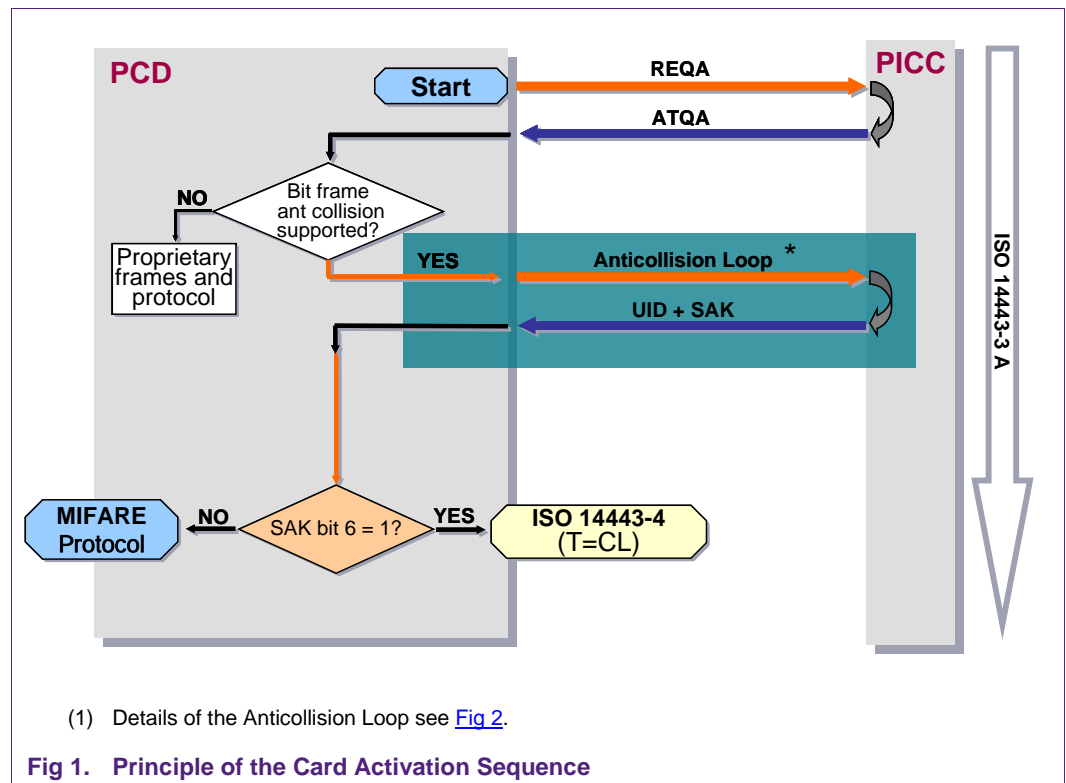 PCD
PICC
Start
REQA
ATQA
Bit frame
ant collision
supported?
NO
Proprietary
frames and
protocol
YES
Anticollision Loop *
UID + SAK
ISO 14443-3 A
MIFARE
Protocol
NO
SAK bit 6 = 1?
YES
ISO 14443-4
(T=CL)
(1) Details of the Anticollision Loop see Fig 2.
Fig 1. Principle of the Card Activation Sequence